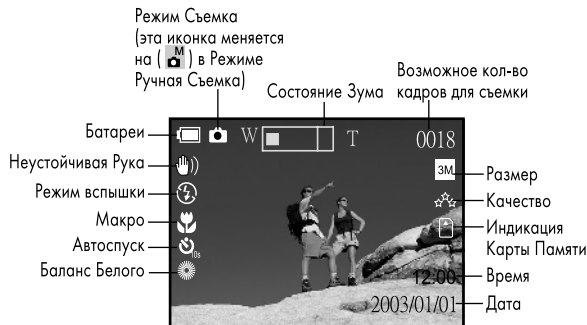 Режим Съемка
(эта иконка меняется
на ( M ) в Режиме
Ручная Съемка)
Состояние Зума
Возможное кол-во
кадров для съемки
Батареи
W
T
0018
Неустойчивая Рука
3M
Размер
Режим вспышки
Качество
Макро
Индикация
Карты Памяти
Автоспуск
10s
Баланс Белого
12:00
Время
2003/01/01
Дата